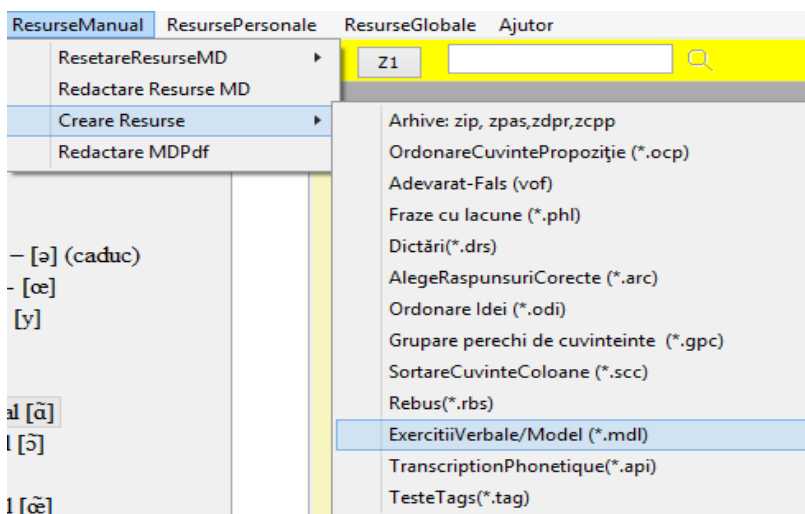 ResurseManual ResursePersonale ResurseGlobale Ajutor
ResetareResurseMD
Redactare Resurse MD
Creare Resurse
Redactare MDPdf
Z1
Arhive: zip, zpas,zdpr,zcpp
OrdonareCuvintePropoziţie (*.ocp)
Adevarat-Fals (vof)
Fraze cu lacune (*.phl)
Dictări(*.drs)
AlegeRaspunsuriCorecte (*.arc)
Ordonare Idei (*.odi)
Grupare perechi de cuvinteinte (*.gpc)
SortareCuvinteColoane (*.scc)
Rebus(*.rbs)
ExercitiiVerbale/Model (*.mdl)
TranscriptionPhonetique(*.api)
TesteTags(*.tag)
– [ə] (caduc)
- [œ]
[y]
al [ɑ̃]
l [ɔ̃]
l [œ̃]